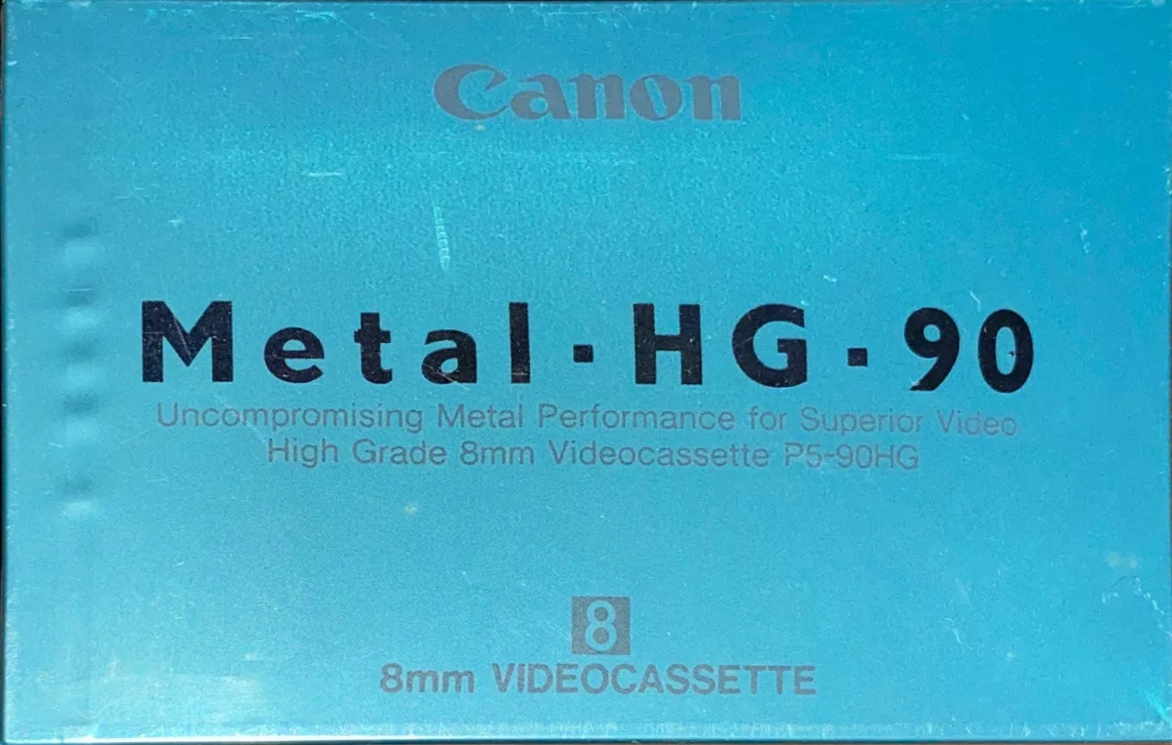 Canon
Metal・HG・90
Uncompromising Metal Performance for Superior Video
High Grade 8mm Videocassette P5-90HG
8
8mm VIDEOCASSETTE